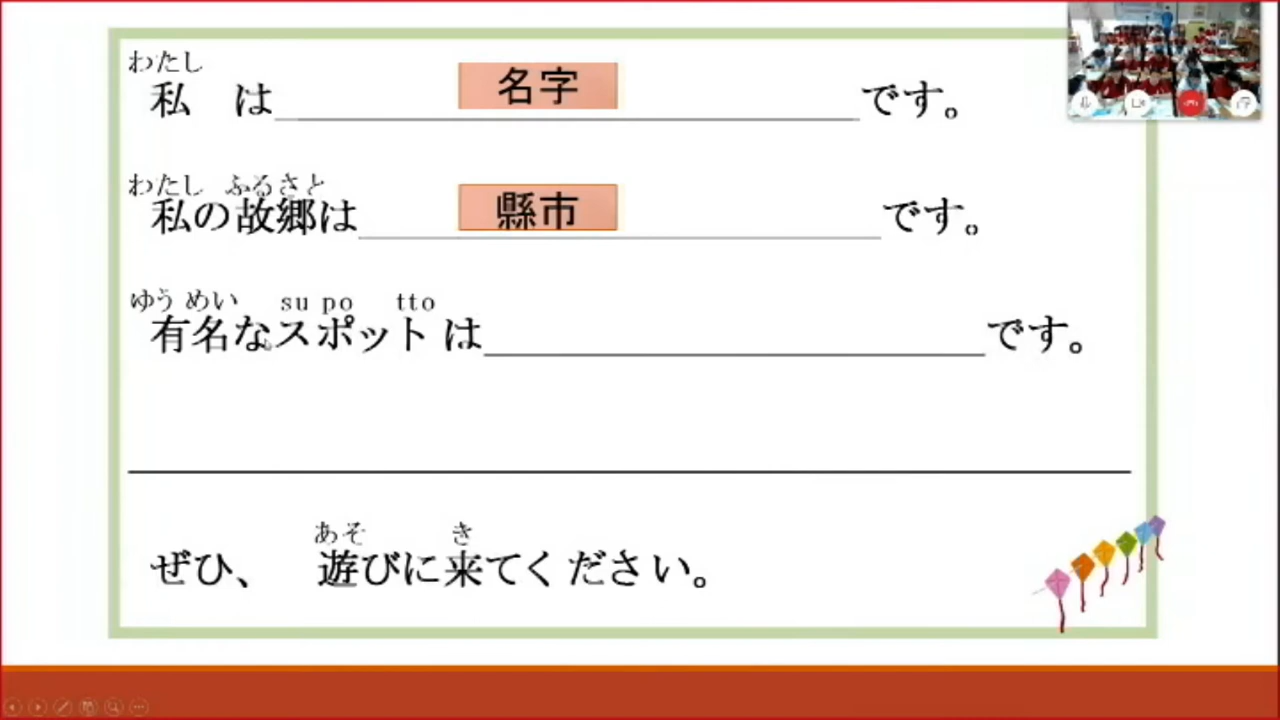 わたし
私 は 名字 です。
わたし ふるさと
私の故郷は 縣市 です。
ゆう めい su po tto
有名なスポット は です。
あそ き
ぜひ、 遊びに来てください。